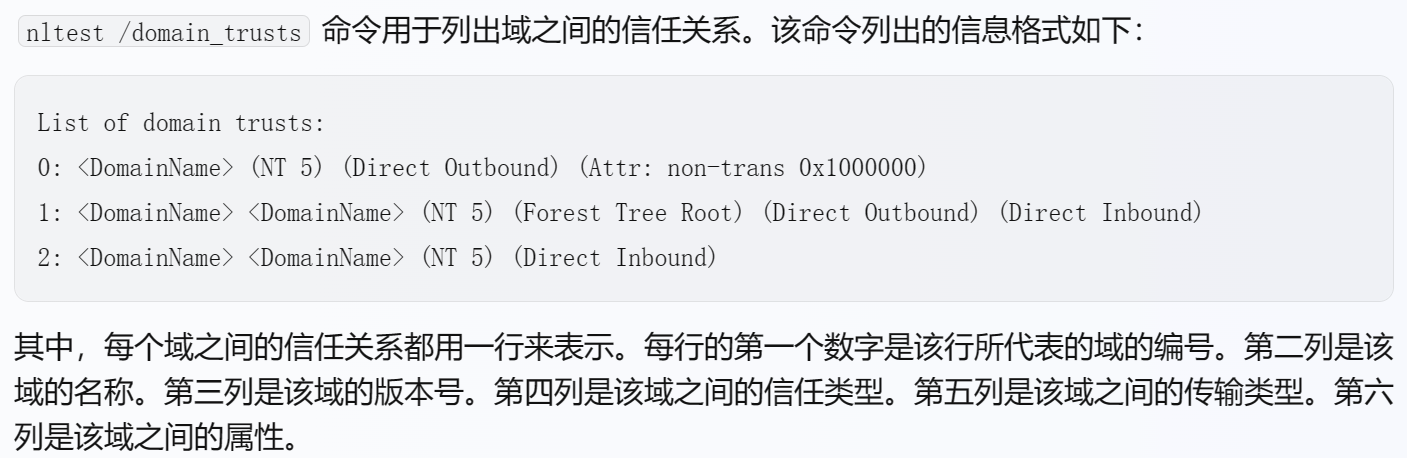 nltest /domain_trusts 命令用于列出域之间的信任关系。该命令列出的信息格式如下：
List of domain trusts:
0: <DomainName> (NT 5) (Direct Outbound) (Attr: non-trans 0x1000000)
1: <DomainName> <DomainName> (NT 5) (Forest Tree Root) (Direct Outbound) (Direct Inbound)
2: <DomainName> <DomainName> (NT 5) (Direct Inbound)
其中，每个域之间的信任关系都用一行来表示。每行的第一个数字是该行所代表的域的编号。第二列是该
域的名称。第三列是该域的版本号。第四列是该域之间的信任类型。第五列是该域之间的传输类型。第六
列是该域之间的属性。